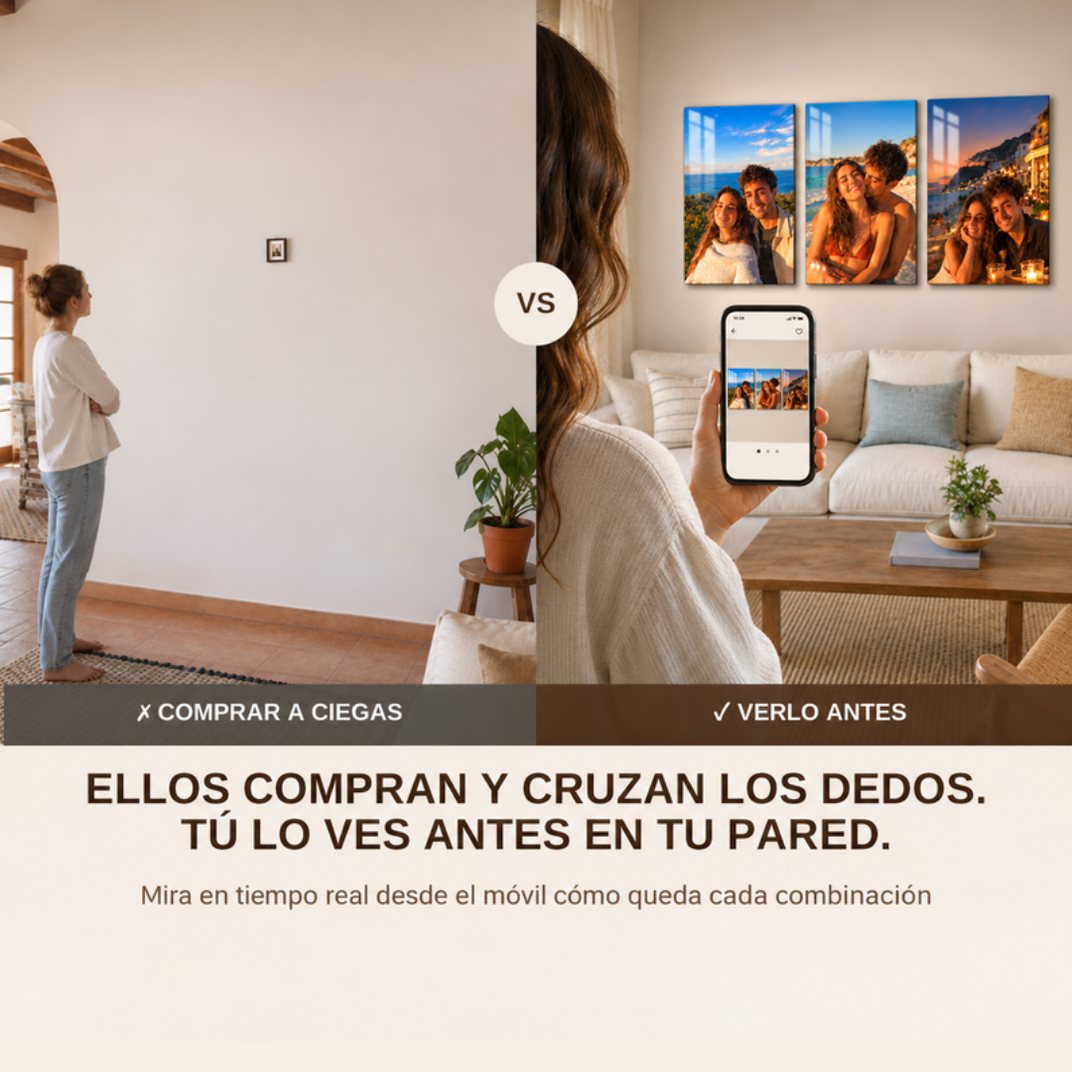 VS
✗ COMPRAR A CIEGAS
✓ VERLO ANTES
ELLOS COMPRAN Y CRUZAN LOS DEDOS.
TÚ LO VES ANTES EN TU PARED.
Mira en tiempo real desde el móvil cómo queda cada combinación